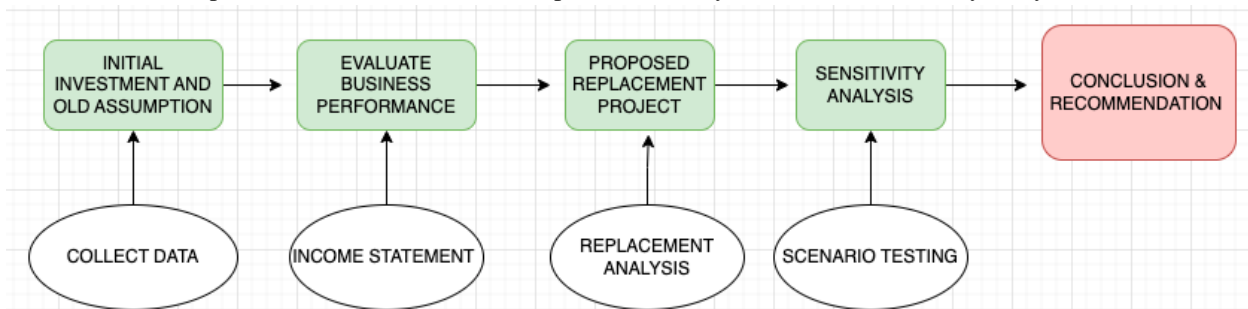 INITIAL
INVESTMENT AND
OLD ASSUMPTION
EVALUATE
BUSINESS
PERFORMANCE
PROPOSED
REPLACEMENT
PROJECT
SENSITIVITY
ANALYSIS
CONCLUSION &
RECOMMENDATION
COLLECT DATA
INCOME STATEMENT
REPLACEMENT
ANALYSIS
SCENARIO TESTING